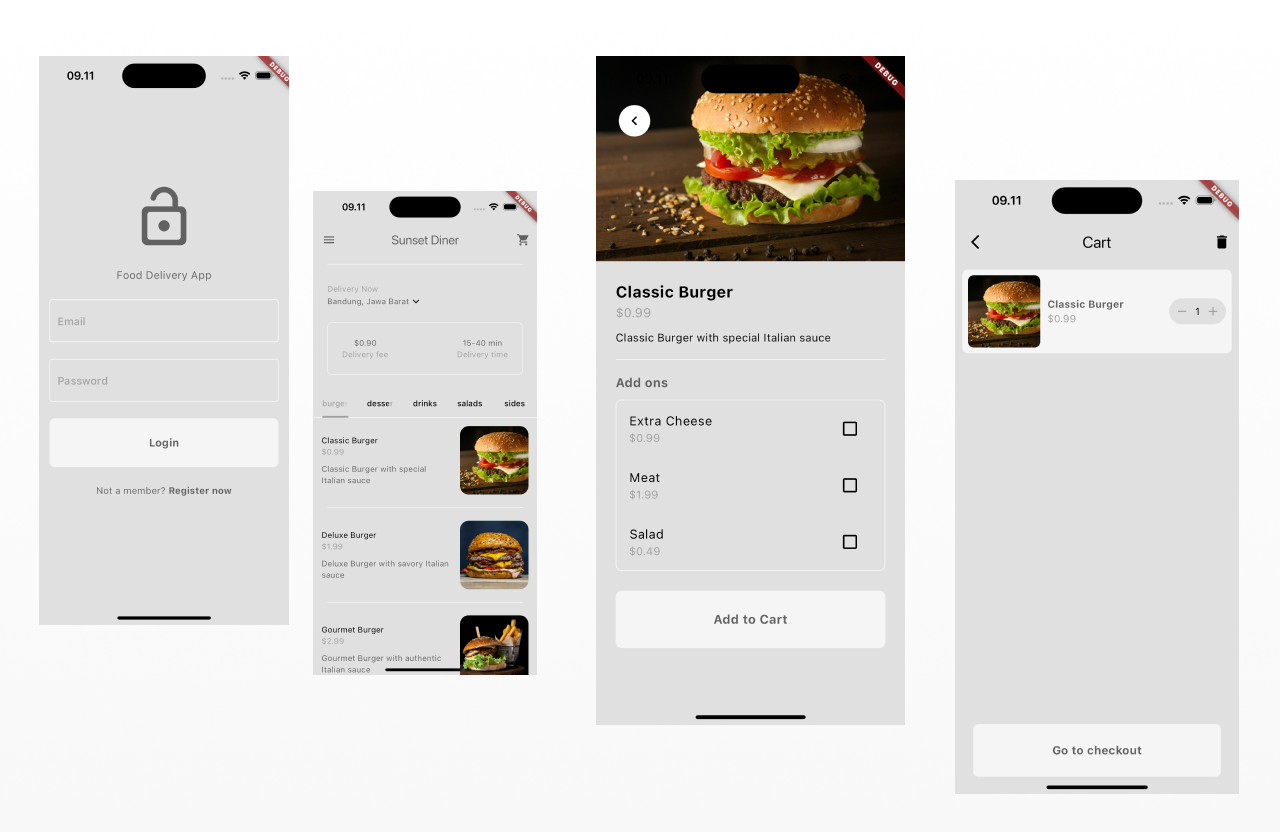 09.11
DEBUG
Food Delivery App
Email
Password
Login
Not a member? Register now
09.11
DEBUG
Sunset Diner
Delivery Now
Bandung, Jawa Barat
$0.90
Delivery fee
15-40 min
Delivery time
burge
desse
drinks
salads
sides
Classic Burger
$0.99
Classic Burger with special
Italian sauce
Deluxe Burger
$1.99
Deluxe Burger with savory Italian
sauce
Gourmet Burger
$2.99
Gourmet Burger with authentic
Italian sauce
DEBUG
Classic Burger
$0.99
Classic Burger with special Italian sauce
Add ons
Extra Cheese
$0.99
Meat
$1.99
Salad
$0.49
Add to Cart
09.11
DEBUG
Cart
Classic Burger
$0.99
1
Go to checkout